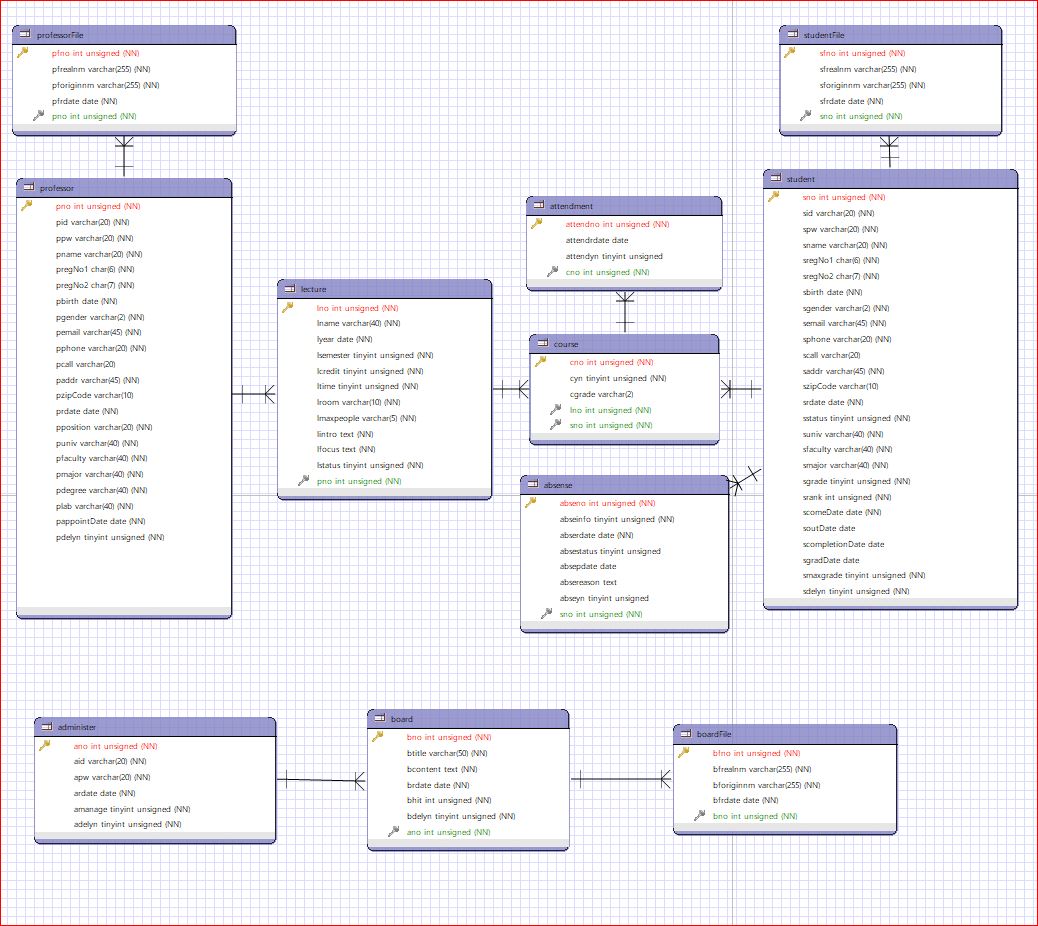 professorFile
pfno int unsigned (NN)
pfrealnm varchar(255) (NN)
pforiginnm varchar(255) (NN)
pfrdate date (NN)
pno int unsigned (NN)
studentFile
sfno int unsigned (NN)
sfrealnm varchar(255) (NN)
sforiginnm varchar(255) (NN)
sfrdate date (NN)
sno int unsigned (NN)
professor
pno int unsigned (NN)
pid varchar(20) (NN)
ppw varchar(20) (NN)
pname varchar(20) (NN)
pregNo1 char(6) (NN)
pregNo2 char(7) (NN)
pbirth date (NN)
pgender varchar(2) (NN)
pemail varchar(45) (NN)
pphone varchar(20) (NN)
pcall varchar(20)
paddr varchar(45) (NN)
pzipCode varchar(10)
prdate date (NN)
pposition varchar(20) (NN)
puniv varchar(40) (NN)
pfaculty varchar(40) (NN)
pmajor varchar(40) (NN)
pdegree varchar(40) (NN)
plab varchar(40) (NN)
pappointDate date (NN)
pdelyn tinyint unsigned (NN)
lecture
lno int unsigned (NN)
lname varchar(40) (NN)
lyear date (NN)
lsemester tinyint unsigned (NN)
lcredit tinyint unsigned (NN)
ltime tinyint unsigned (NN)
lroom varchar(10) (NN)
lmaxpeople varchar(5) (NN)
lintro text (NN)
lfocus text (NN)
lstatus tinyint unsigned (NN)
pno int unsigned (NN)
attendment
attendno int unsigned (NN)
attendrdate date
attendyn tinyint unsigned
cno int unsigned (NN)
course
cno int unsigned (NN)
cyn tinyint unsigned (NN)
cgrade varchar(2)
lno int unsigned (NN)
sno int unsigned (NN)
absense
abseno int unsigned (NN)
abseinfo tinyint unsigned (NN)
abserdate date (NN)
absestatus tinyint unsigned
absepdate date
absereason text
abseyn tinyint unsigned
sno int unsigned (NN)
student
sno int unsigned (NN)
sid varchar(20) (NN)
spw varchar(20) (NN)
sname varchar(20) (NN)
sregNo1 char(6) (NN)
sregNo2 char(7) (NN)
sbirth date (NN)
sgender varchar(2) (NN)
semail varchar(45) (NN)
sphone varchar(20) (NN)
scall varchar(20)
saddr varchar(45) (NN)
szipCode varchar(10)
srdate date (NN)
sstatus tinyint unsigned (NN)
suniv varchar(40) (NN)
sfaculty varchar(40) (NN)
smajor varchar(40) (NN)
sgrade tinyint unsigned (NN)
srank int unsigned (NN)
scomeDate date (NN)
soutDate date
scompletionDate date
sgradDate date
smaxgrade tinyint unsigned (NN)
sdelyn tinyint unsigned (NN)
administer
ano int unsigned (NN)
aid varchar(20) (NN)
apw varchar(20) (NN)
ardate date (NN)
amanage tinyint unsigned (NN)
adelyn tinyint unsigned (NN)
board
bno int unsigned (NN)
btitle varchar(50) (NN)
bcontent text (NN)
brdate date (NN)
bhit int unsigned (NN)
bdelyn tinyint unsigned (NN)
ano int unsigned (NN)
boardFile
bfno int unsigned (NN)
bfrealnm varchar(255) (NN)
bforiginnm varchar(255) (NN)
bfrdate date (NN)
bno int unsigned (NN)